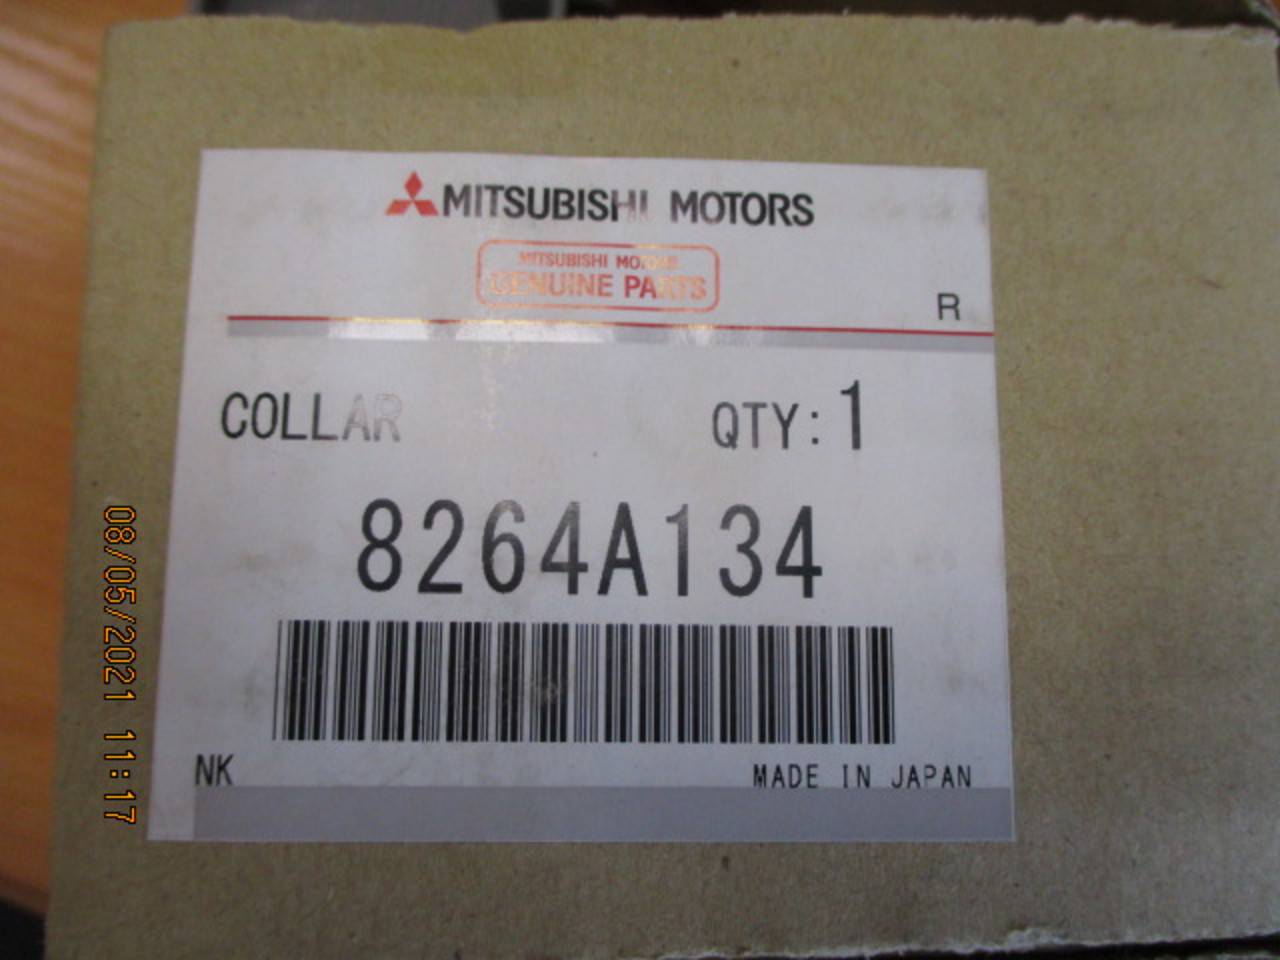 MITSUBISHI MOTORS
MITSUBISHI MOTORS
GENUINE PARTS
R
COLLAR QTY: 1
8264A134
NK MADE IN JAPAN
08/05/2021 11:17